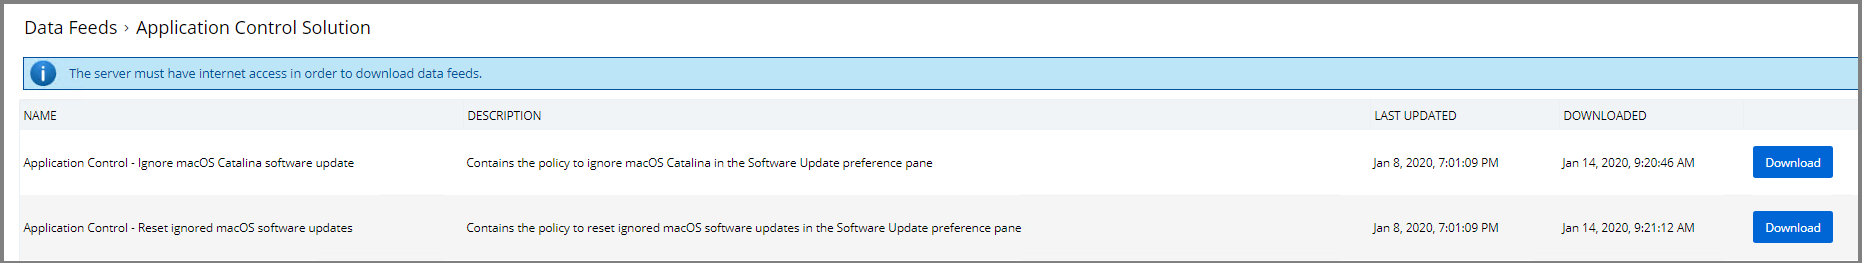 Data Feeds › Application Control Solution
The server must have internet access in order to download data feeds.
NAME DESCRIPTION LAST UPDATED DOWNLOADED
Application Control - Ignore macOS Catalina software update Contains the policy to ignore macOS Catalina in the Software Update preference pane Jan 8, 2020, 7:01:09 PM Jan 14, 2020, 9:20:46 AM Download
Application Control - Reset ignored macOS software updates Contains the policy to reset ignored macOS software updates in the Software Update preference pane Jan 8, 2020, 7:01:09 PM Jan 14, 2020, 9:21:12 AM Download